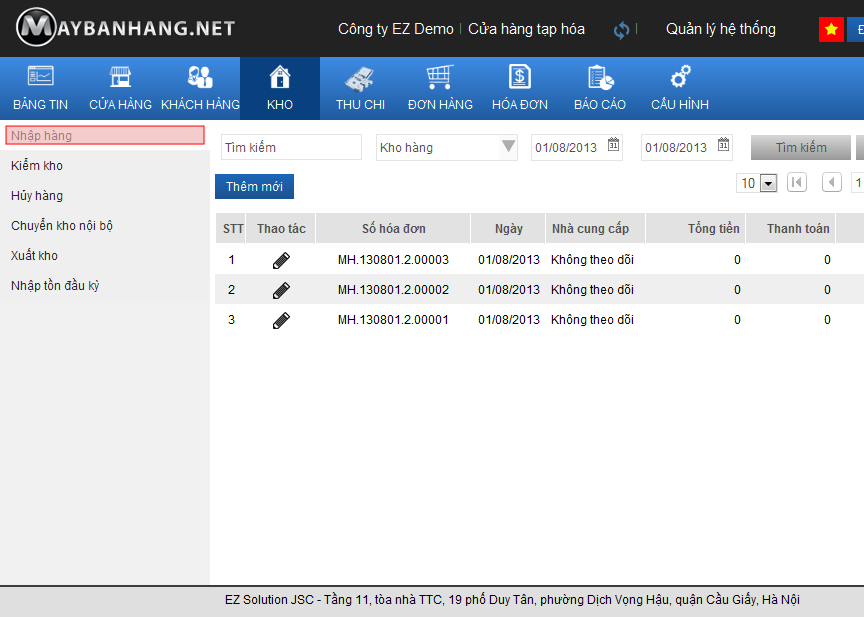 MAYBANHANG.NET
Công ty EZ Demo | Cửa hàng tạp hóa | Quản lý hệ thống
BẢNG TIN CỬA HÀNG KHÁCH HÀNG KHO THU CHI ĐƠN HÀNG HÓA ĐƠN BÁO CÁO CẤU HÌNH
Nhập hàng
Kiểm kho
Hủy hàng
Chuyển kho nội bộ
Xuất kho
Nhập tồn đầu kỳ
Tìm kiếm Kho hàng 01/08/2013 01/08/2013 Tìm kiếm
Thêm mới 10 1
STT Thao tác Số hóa đơn Ngày Nhà cung cấp Tổng tiền Thanh toán
1 MH.130801.2.00003 01/08/2013 Không theo dõi 0 0
2 MH.130801.2.00002 01/08/2013 Không theo dõi 0 0
3 MH.130801.2.00001 01/08/2013 Không theo dõi 0 0
EZ Solution JSC - Tầng 11, tòa nhà TTC, 19 phố Duy Tân, phường Dịch Vọng Hậu, quận Cầu Giấy, Hà Nội